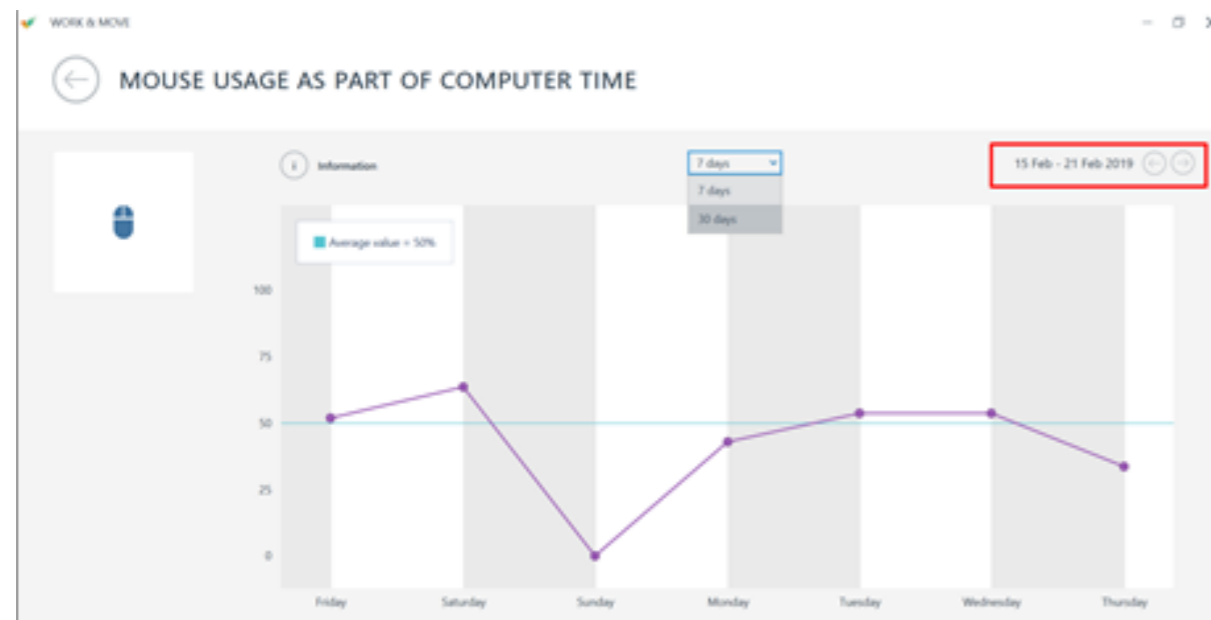 WORK & MOVE
MOUSE USAGE AS PART OF COMPUTER TIME
i Information
7 days
15 Feb - 21 Feb 2019
7 days
30 days
Average value = 50%
100
75
50
25
0
Friday Saturday Sunday Monday Tuesday Wednesday Thursday